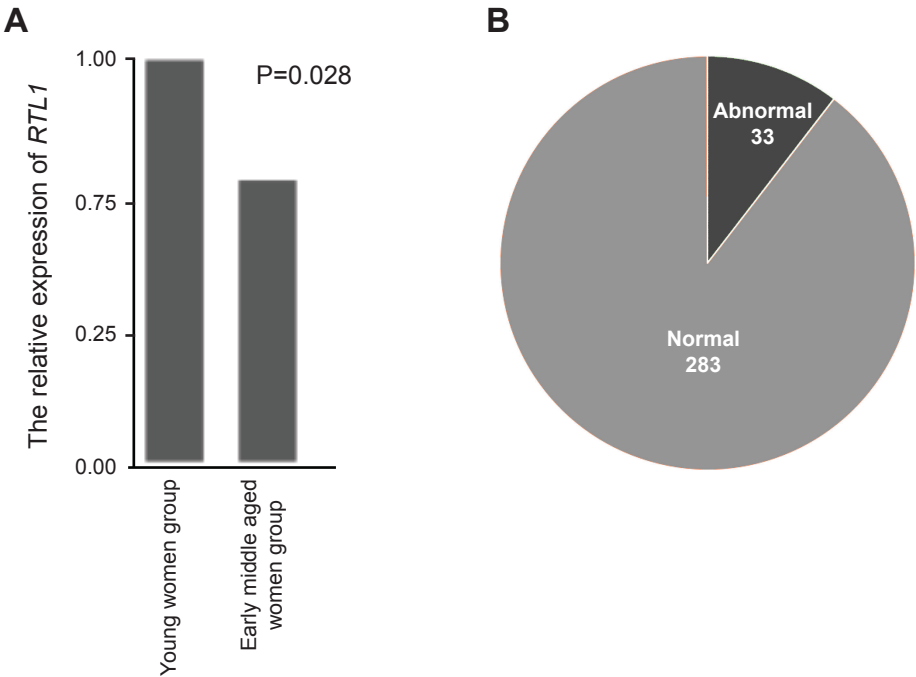 A
B
1.00
0.75
0.25
0.00
The relative expression of RTL1
P=0.028
Young women group
Early middle aged
women group
Abnormal
33
Normal
283